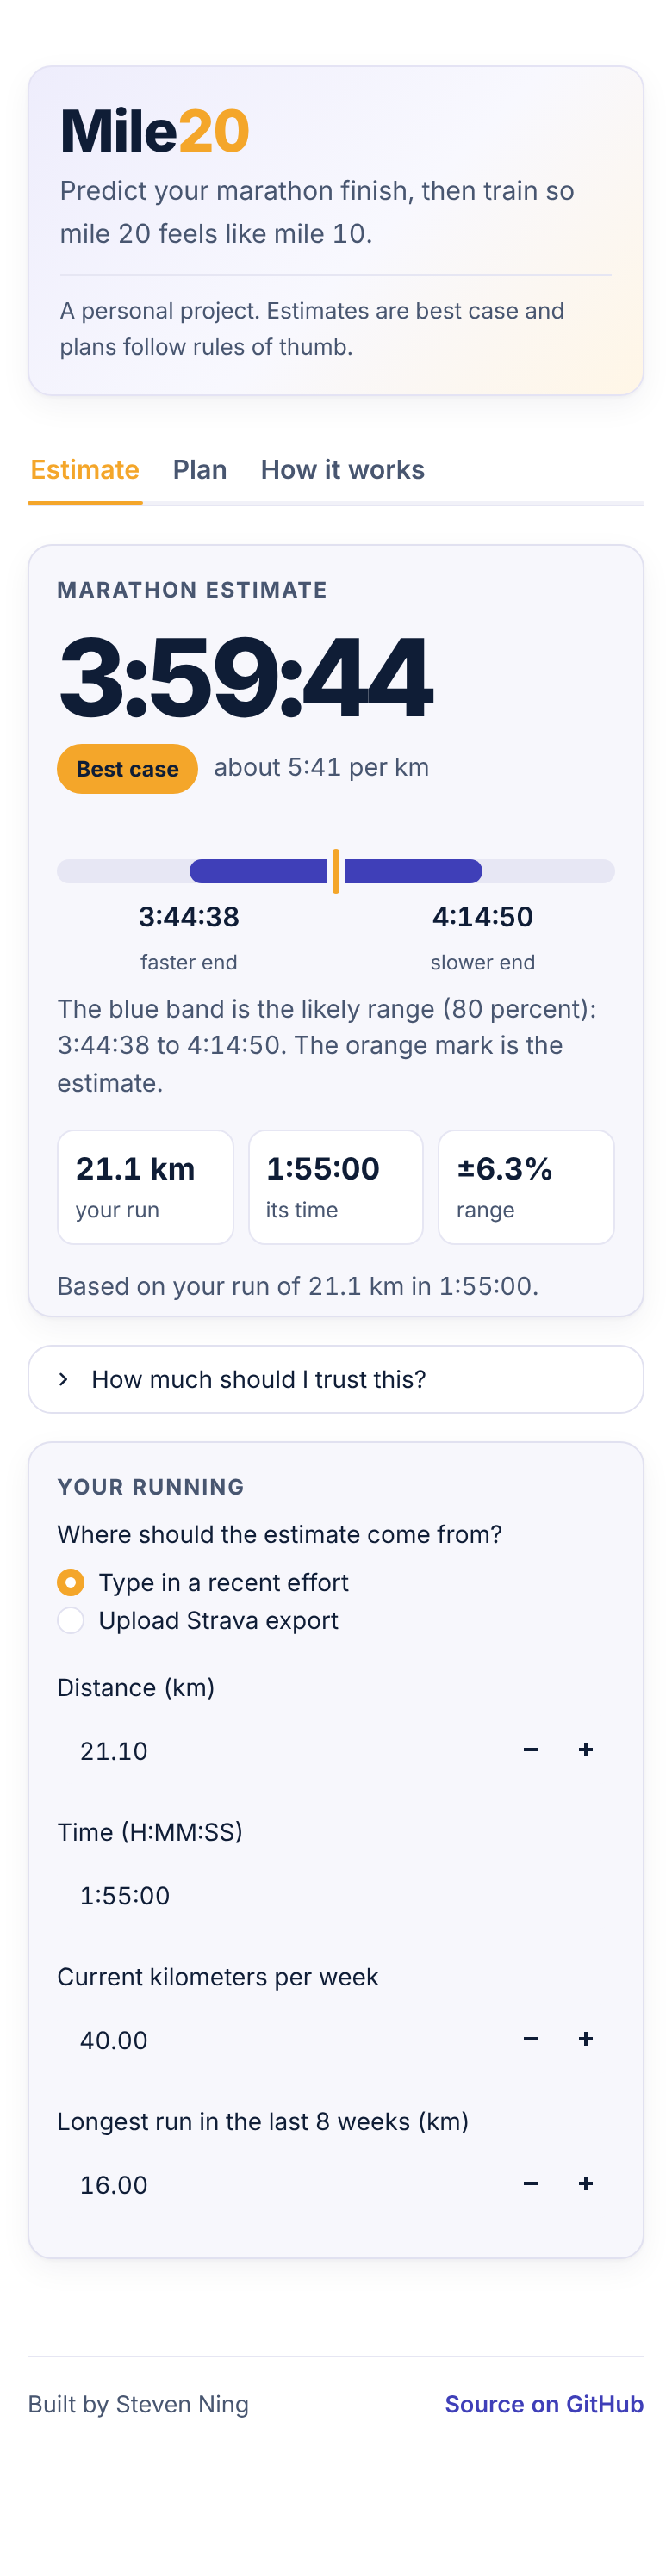 Mile20
Predict your marathon finish, then train so
mile 20 feels like mile 10.
A personal project. Estimates are best case and
plans follow rules of thumb.
Estimate Plan How it works
MARATHON ESTIMATE
3:59:44
Best case about 5:41 per km
3:44:38 4:14:50
faster end slower end
The blue band is the likely range (80 percent):
3:44:38 to 4:14:50. The orange mark is the
estimate.
21.1 km 1:55:00 ±6.3%
your run its time range
Based on your run of 21.1 km in 1:55:00.
How much should I trust this?
YOUR RUNNING
Where should the estimate come from?
Type in a recent effort
Upload Strava export
Distance (km)
21.10 − +
Time (H:MM:SS)
1:55:00
Current kilometers per week
40.00 − +
Longest run in the last 8 weeks (km)
16.00 − +
Built by Steven Ning Source on GitHub